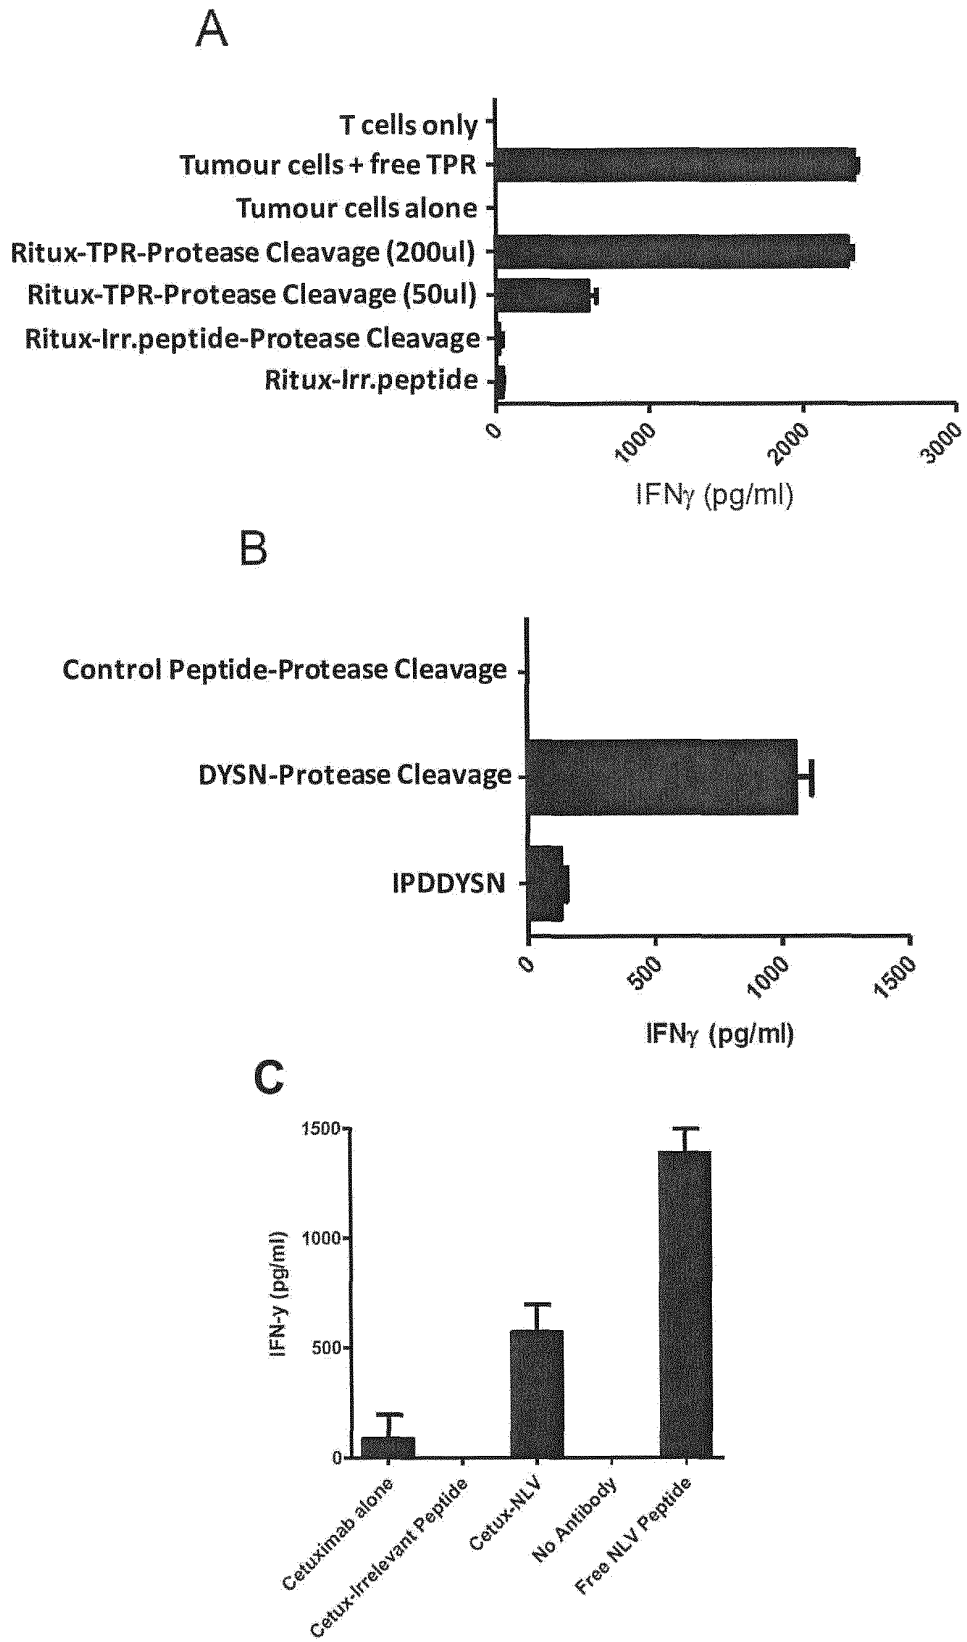 A
T cells only
Tumour cells + free TPR
Tumour cells alone
Ritux-TPR-Protease Cleavage (200ul)
Ritux-TPR-Protease Cleavage (50ul)
Ritux-Irr.peptide-Protease Cleavage
Ritux-Irr.peptide
0 1000 2000 3000
IFNγ (pg/ml)
B
Control Peptide-Protease Cleavage
DYSN-Protease Cleavage
IPDDYSN
0 500 1000 1500
IFNγ (pg/ml)
C
1500
1000
500
0
IFN-y (pg/ml)
Cetuximab alone
Cetux-Irrelevant Peptide
Cetux-NLV
No Antibody
Free NLV Peptide